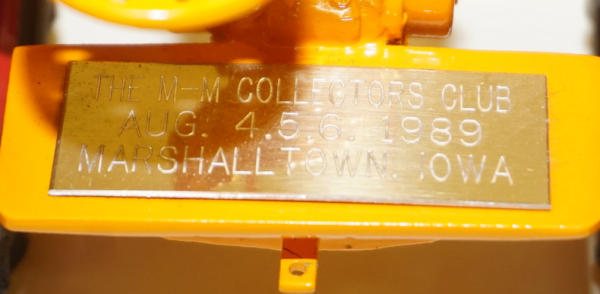 THE M-M COLLECTORS CLUB
AUG. 4.5.6. 1989
MARSHALLTOWN. IOWA